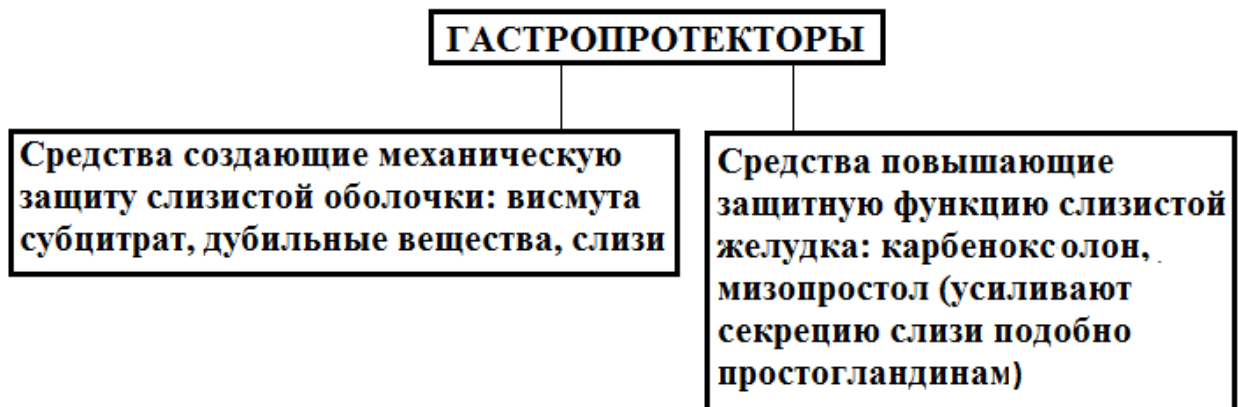 ГАСТРОПРОТЕКТОРЫ
Средства создающие механическую
защиту слизистой оболочки: висмута
субцитрат, дубильные вещества, слизи
Средства повышающие
защитную функцию слизистой
желудка: карбеноксолон,
мизопростол (усиливают
секрецию слизи подобно
простогландинам)